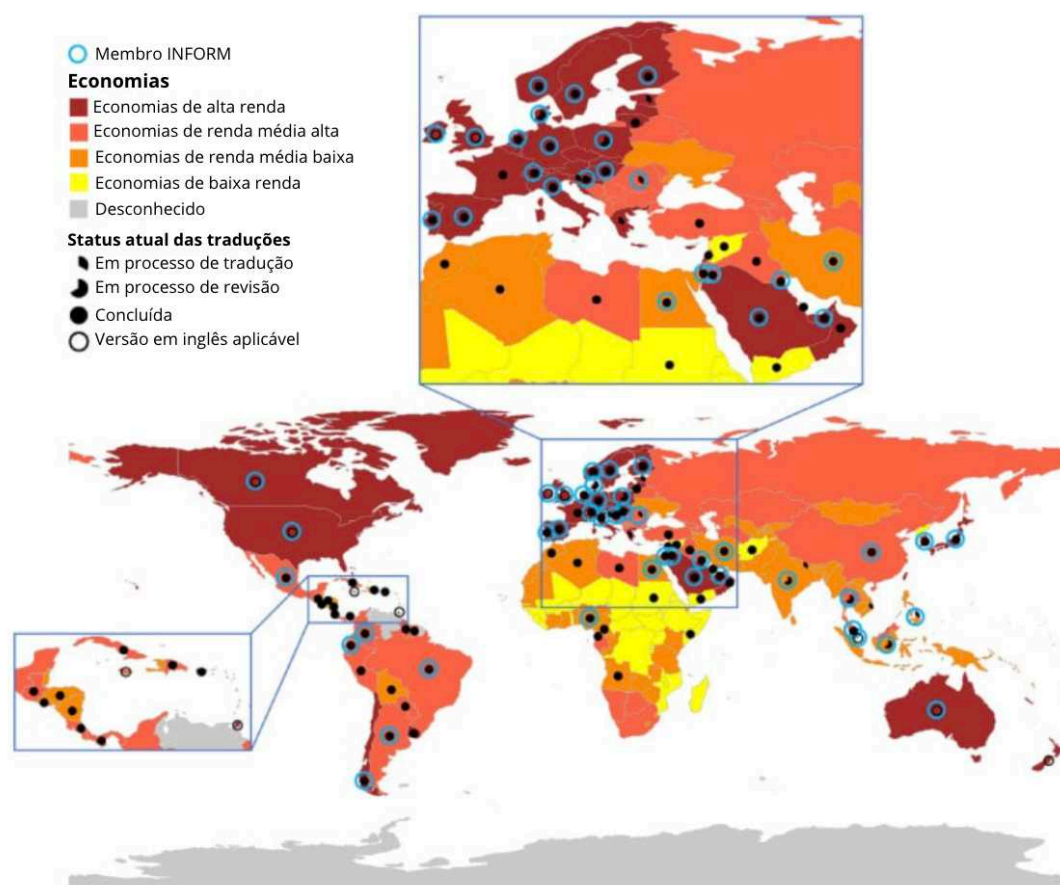 Membro INFORM
Economias
Economias de alta renda
Economias de renda média alta
Economias de renda média baixa
Economias de baixa renda
Desconhecido
Status atual das traduções
Em processo de tradução
Em processo de revisão
Concluída
Versão em inglês aplicável